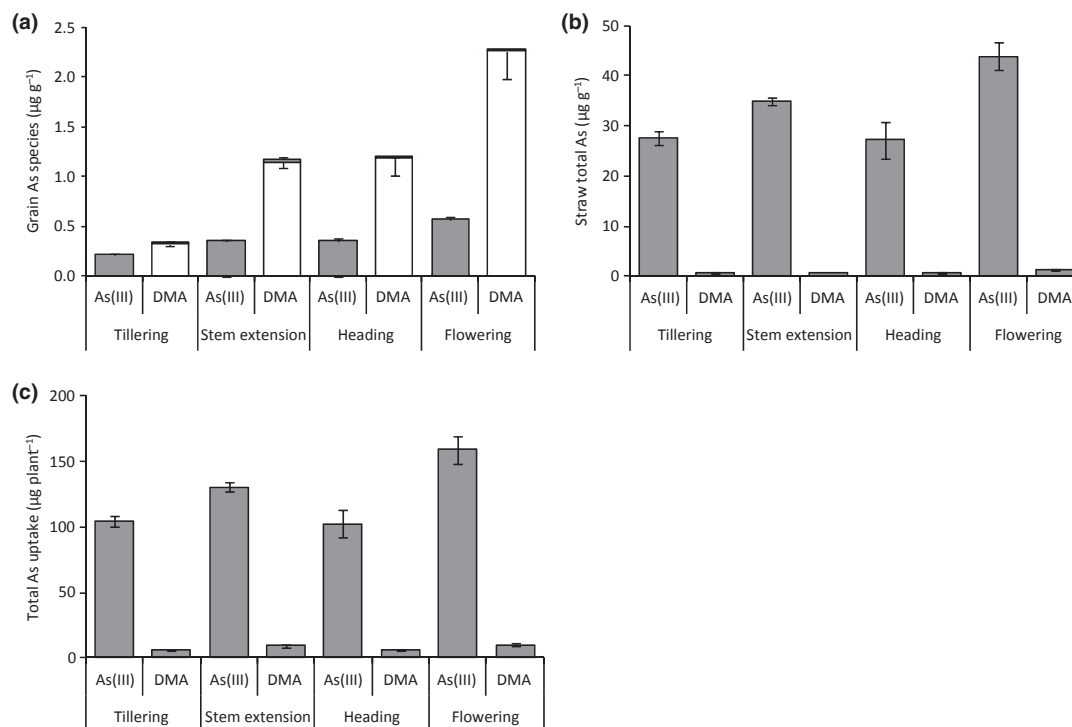 (a)
2.5
2.0
1.5
1.0
0.5
0.0
Grain As species (µg g⁻¹)
As(III) DMA As(III) DMA As(III) DMA As(III) DMA
Tillering Stem extension Heading Flowering
(b)
50
40
30
20
10
0
Straw total As (µg g⁻¹)
As(III) DMA As(III) DMA As(III) DMA As(III) DMA
Tillering Stem extension Heading Flowering
(c)
200
150
100
50
0
Total As uptake (µg plant⁻¹)
As(III) DMA As(III) DMA As(III) DMA As(III) DMA
Tillering Stem extension Heading Flowering